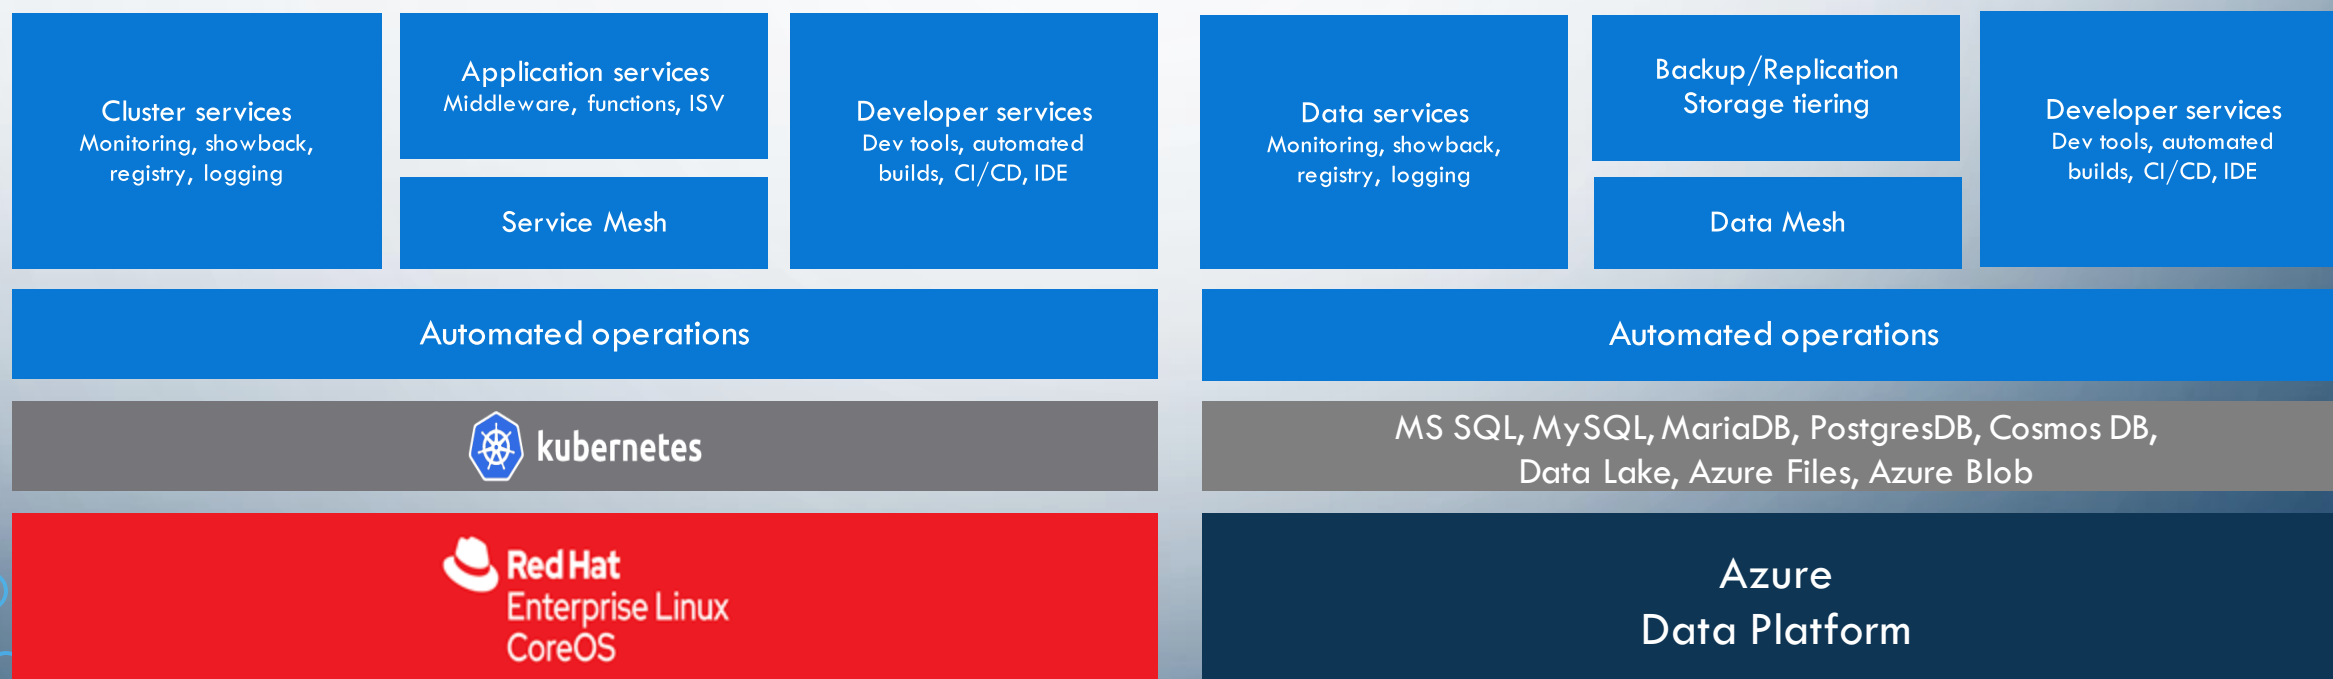 Cluster services
Monitoring, showback,
registry, logging
Application services
Middleware, functions, ISV
Service Mesh
Developer services
Dev tools, automated
builds, CI/CD, IDE
Automated operations
kubernetes
Red Hat
Enterprise Linux
CoreOS
Data services
Monitoring, showback,
registry, logging
Backup/Replication
Storage tiering
Data Mesh
Developer services
Dev tools, automated
builds, CI/CD, IDE
Automated operations
MS SQL, MySQL, MariaDB, PostgresDB, Cosmos DB,
Data Lake, Azure Files, Azure Blob
Azure
Data Platform